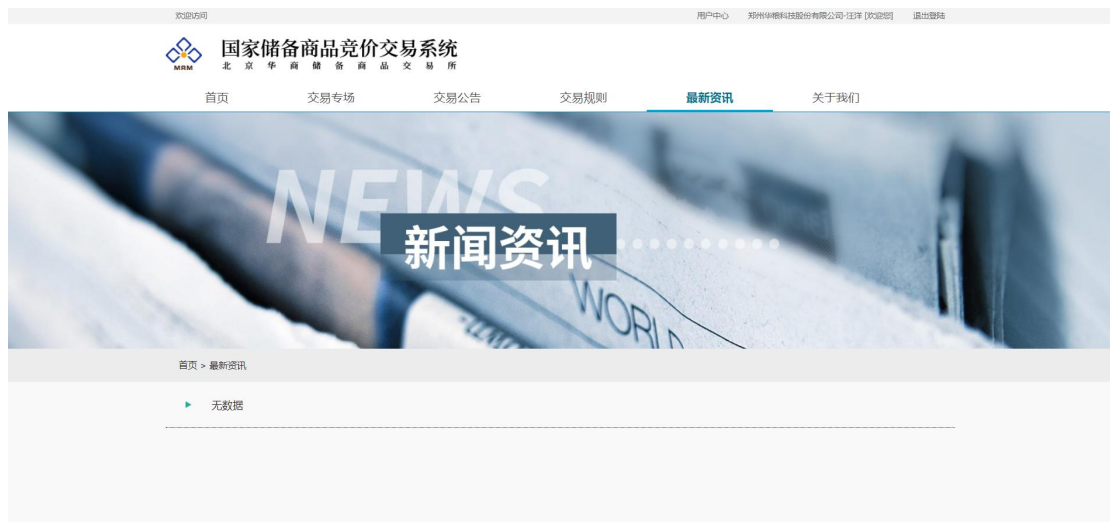 欢迎访问
用户中心 郑州华粮科技股份有限公司-汪洋 [欢迎您] 退出登陆
MRM
国家储备商品竞价交易系统
北京华商储备商品交易所
首页 交易专场 交易公告 交易规则 最新资讯 关于我们
NEWS
新闻资讯
WORLD
首页 > 最新资讯
无数据